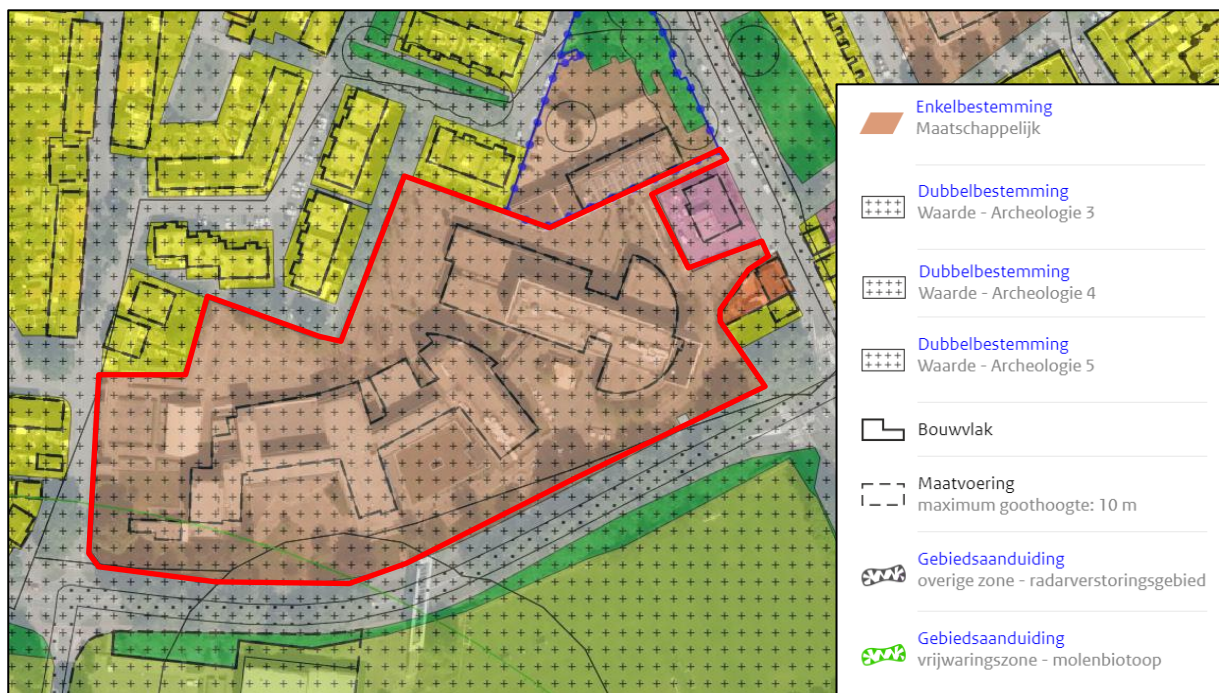 Enkelbestemming
Maatschappelijk
Dubbelbestemming
Waarde - Archeologie 3
Dubbelbestemming
Waarde - Archeologie 4
Dubbelbestemming
Waarde - Archeologie 5
Bouwvlak
Maatvoering
maximum goothoogte: 10 m
Gebiedsaanduiding
overige zone - radarverstoringsgebied
Gebiedsaanduiding
vrijwaringszone - molenbiotoop